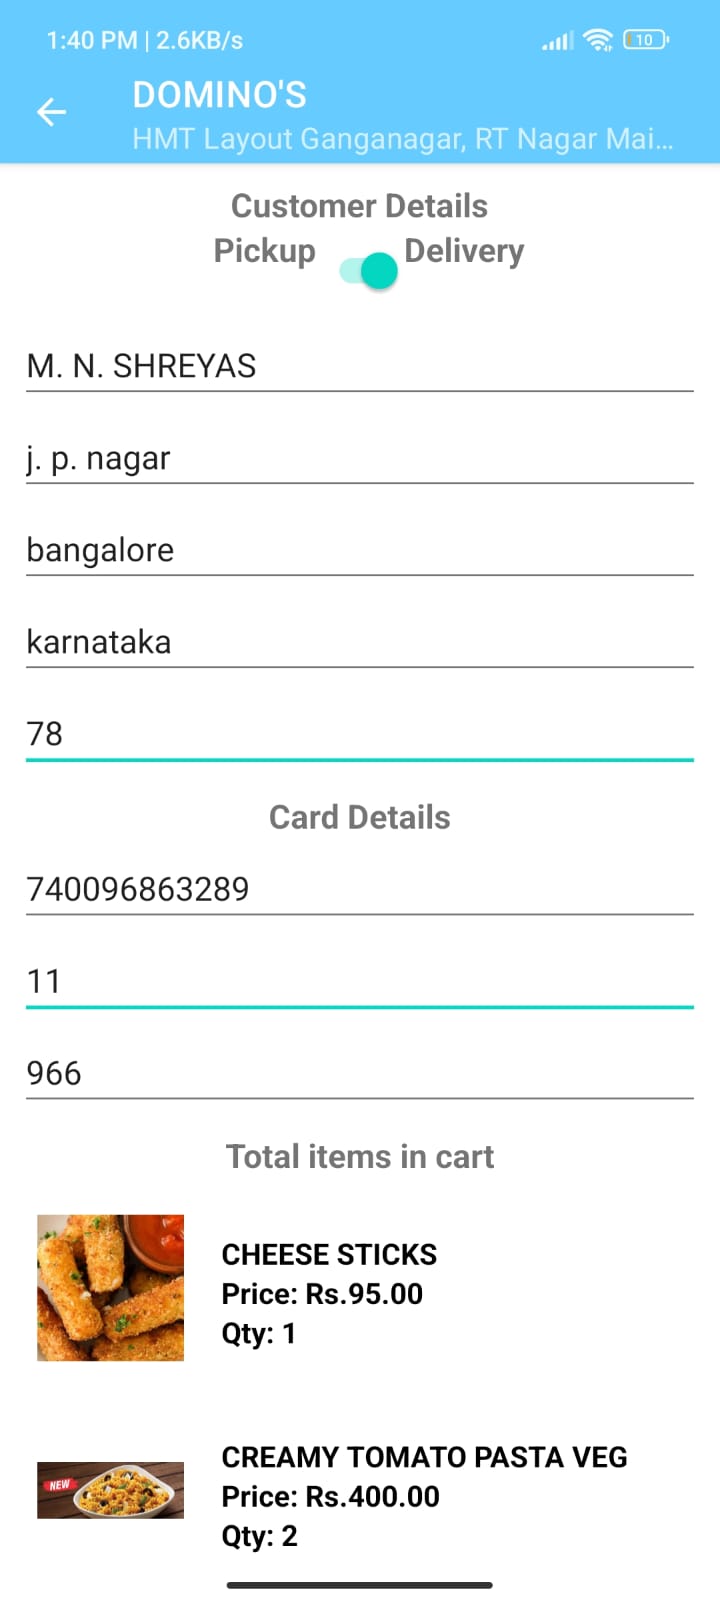 1:40 PM | 2.6KB/s 10
DOMINO'S
HMT Layout Ganganagar, RT Nagar Mai...
Customer Details
Pickup Delivery
M. N. SHREYAS
j. p. nagar
bangalore
karnataka
78
Card Details
740096863289
11
966
Total items in cart
CHEESE STICKS
Price: Rs.95.00
Qty: 1
NEW
CREAMY TOMATO PASTA VEG
Price: Rs.400.00
Qty: 2